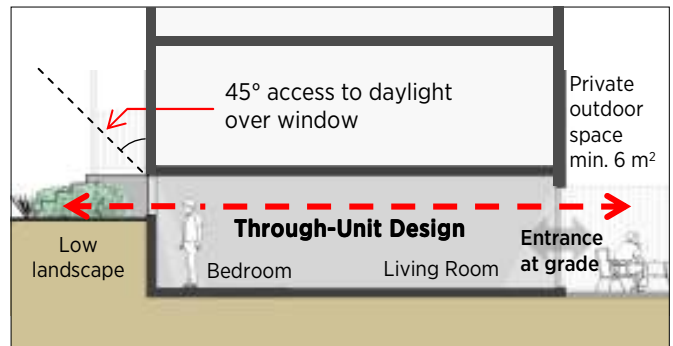 45° access to daylight
over window
Private
outdoor
space
min. 6 m²
Through-Unit Design
Low
landscape
Bedroom
Living Room
Entrance
at grade